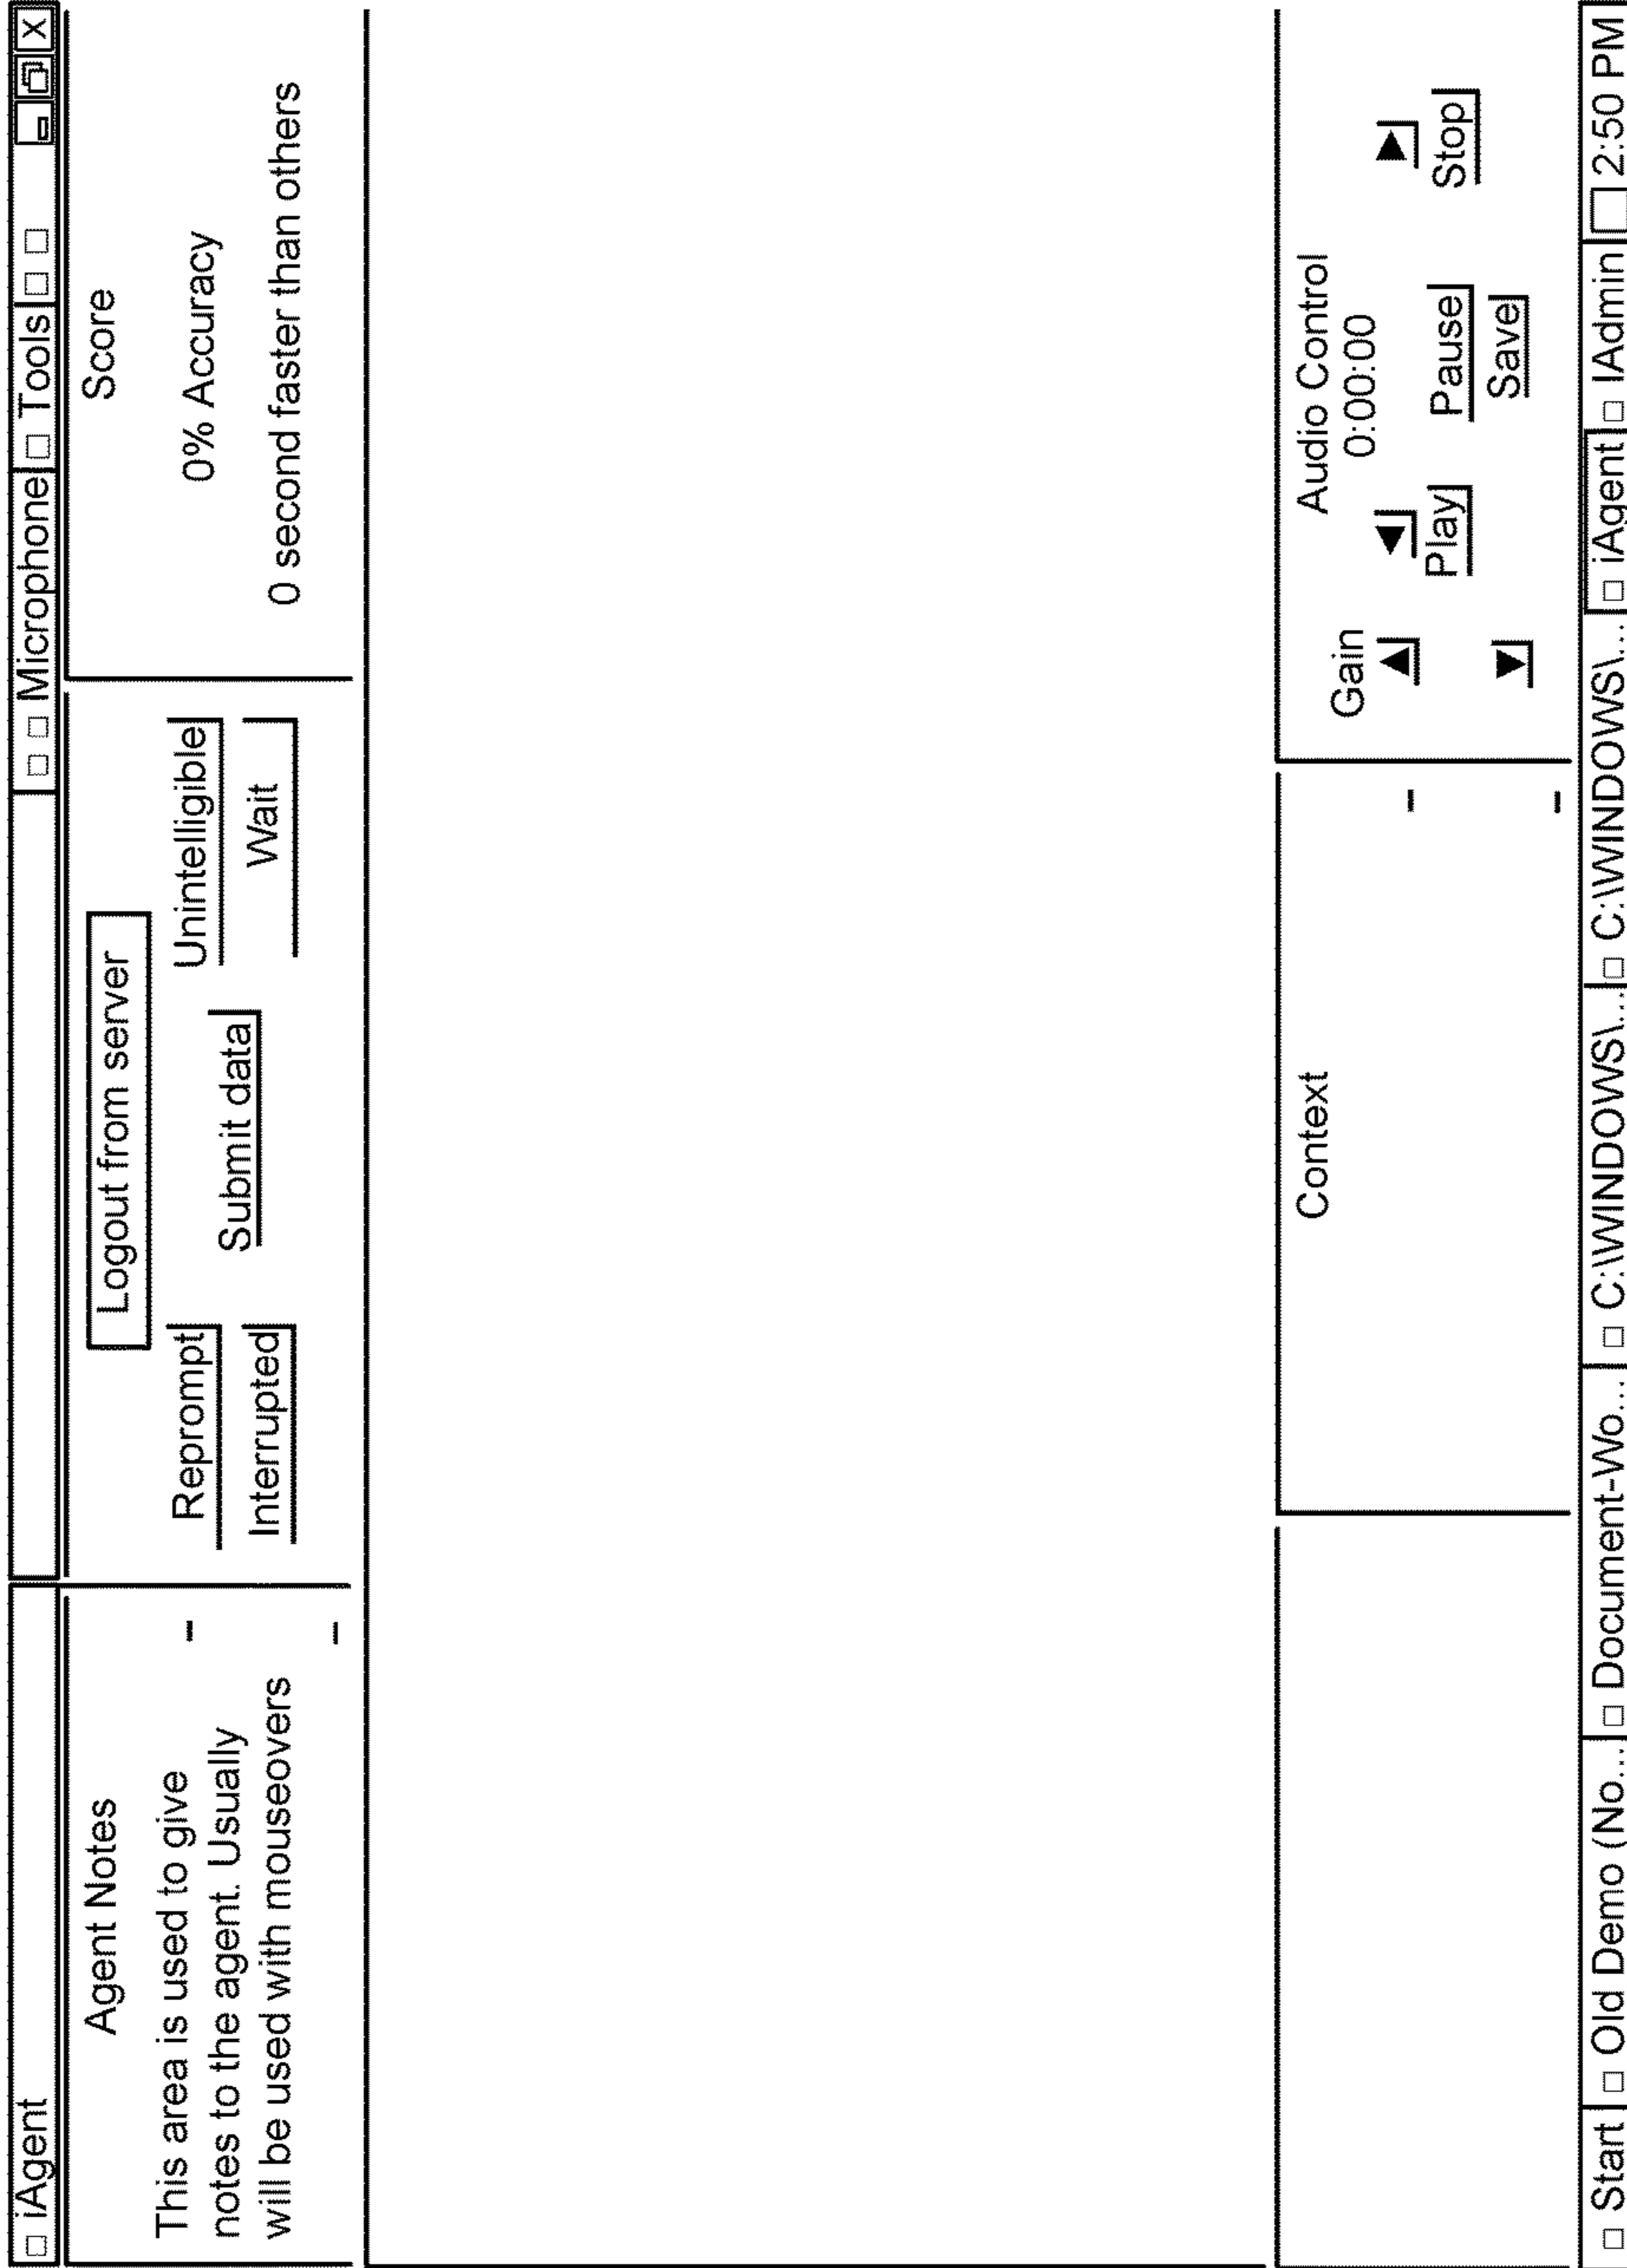 iAgent
Microphone
Tools
X
Agent Notes
This area is used to give
notes to the agent. Usually
will be used with mouseovers
Logout from server
Reprompt
Unintelligible
Submit data
Interrupted
Wait
Score
0% Accuracy
0 second faster than others
Context
Audio Control
Gain
0:00:00
Play
Pause
Stop
Save
Start
Old Demo (No...
Document-Wo...
C:\WINDOWS\...
C:\WINDOWS\...
iAgent
IAdmin
2:50 PM